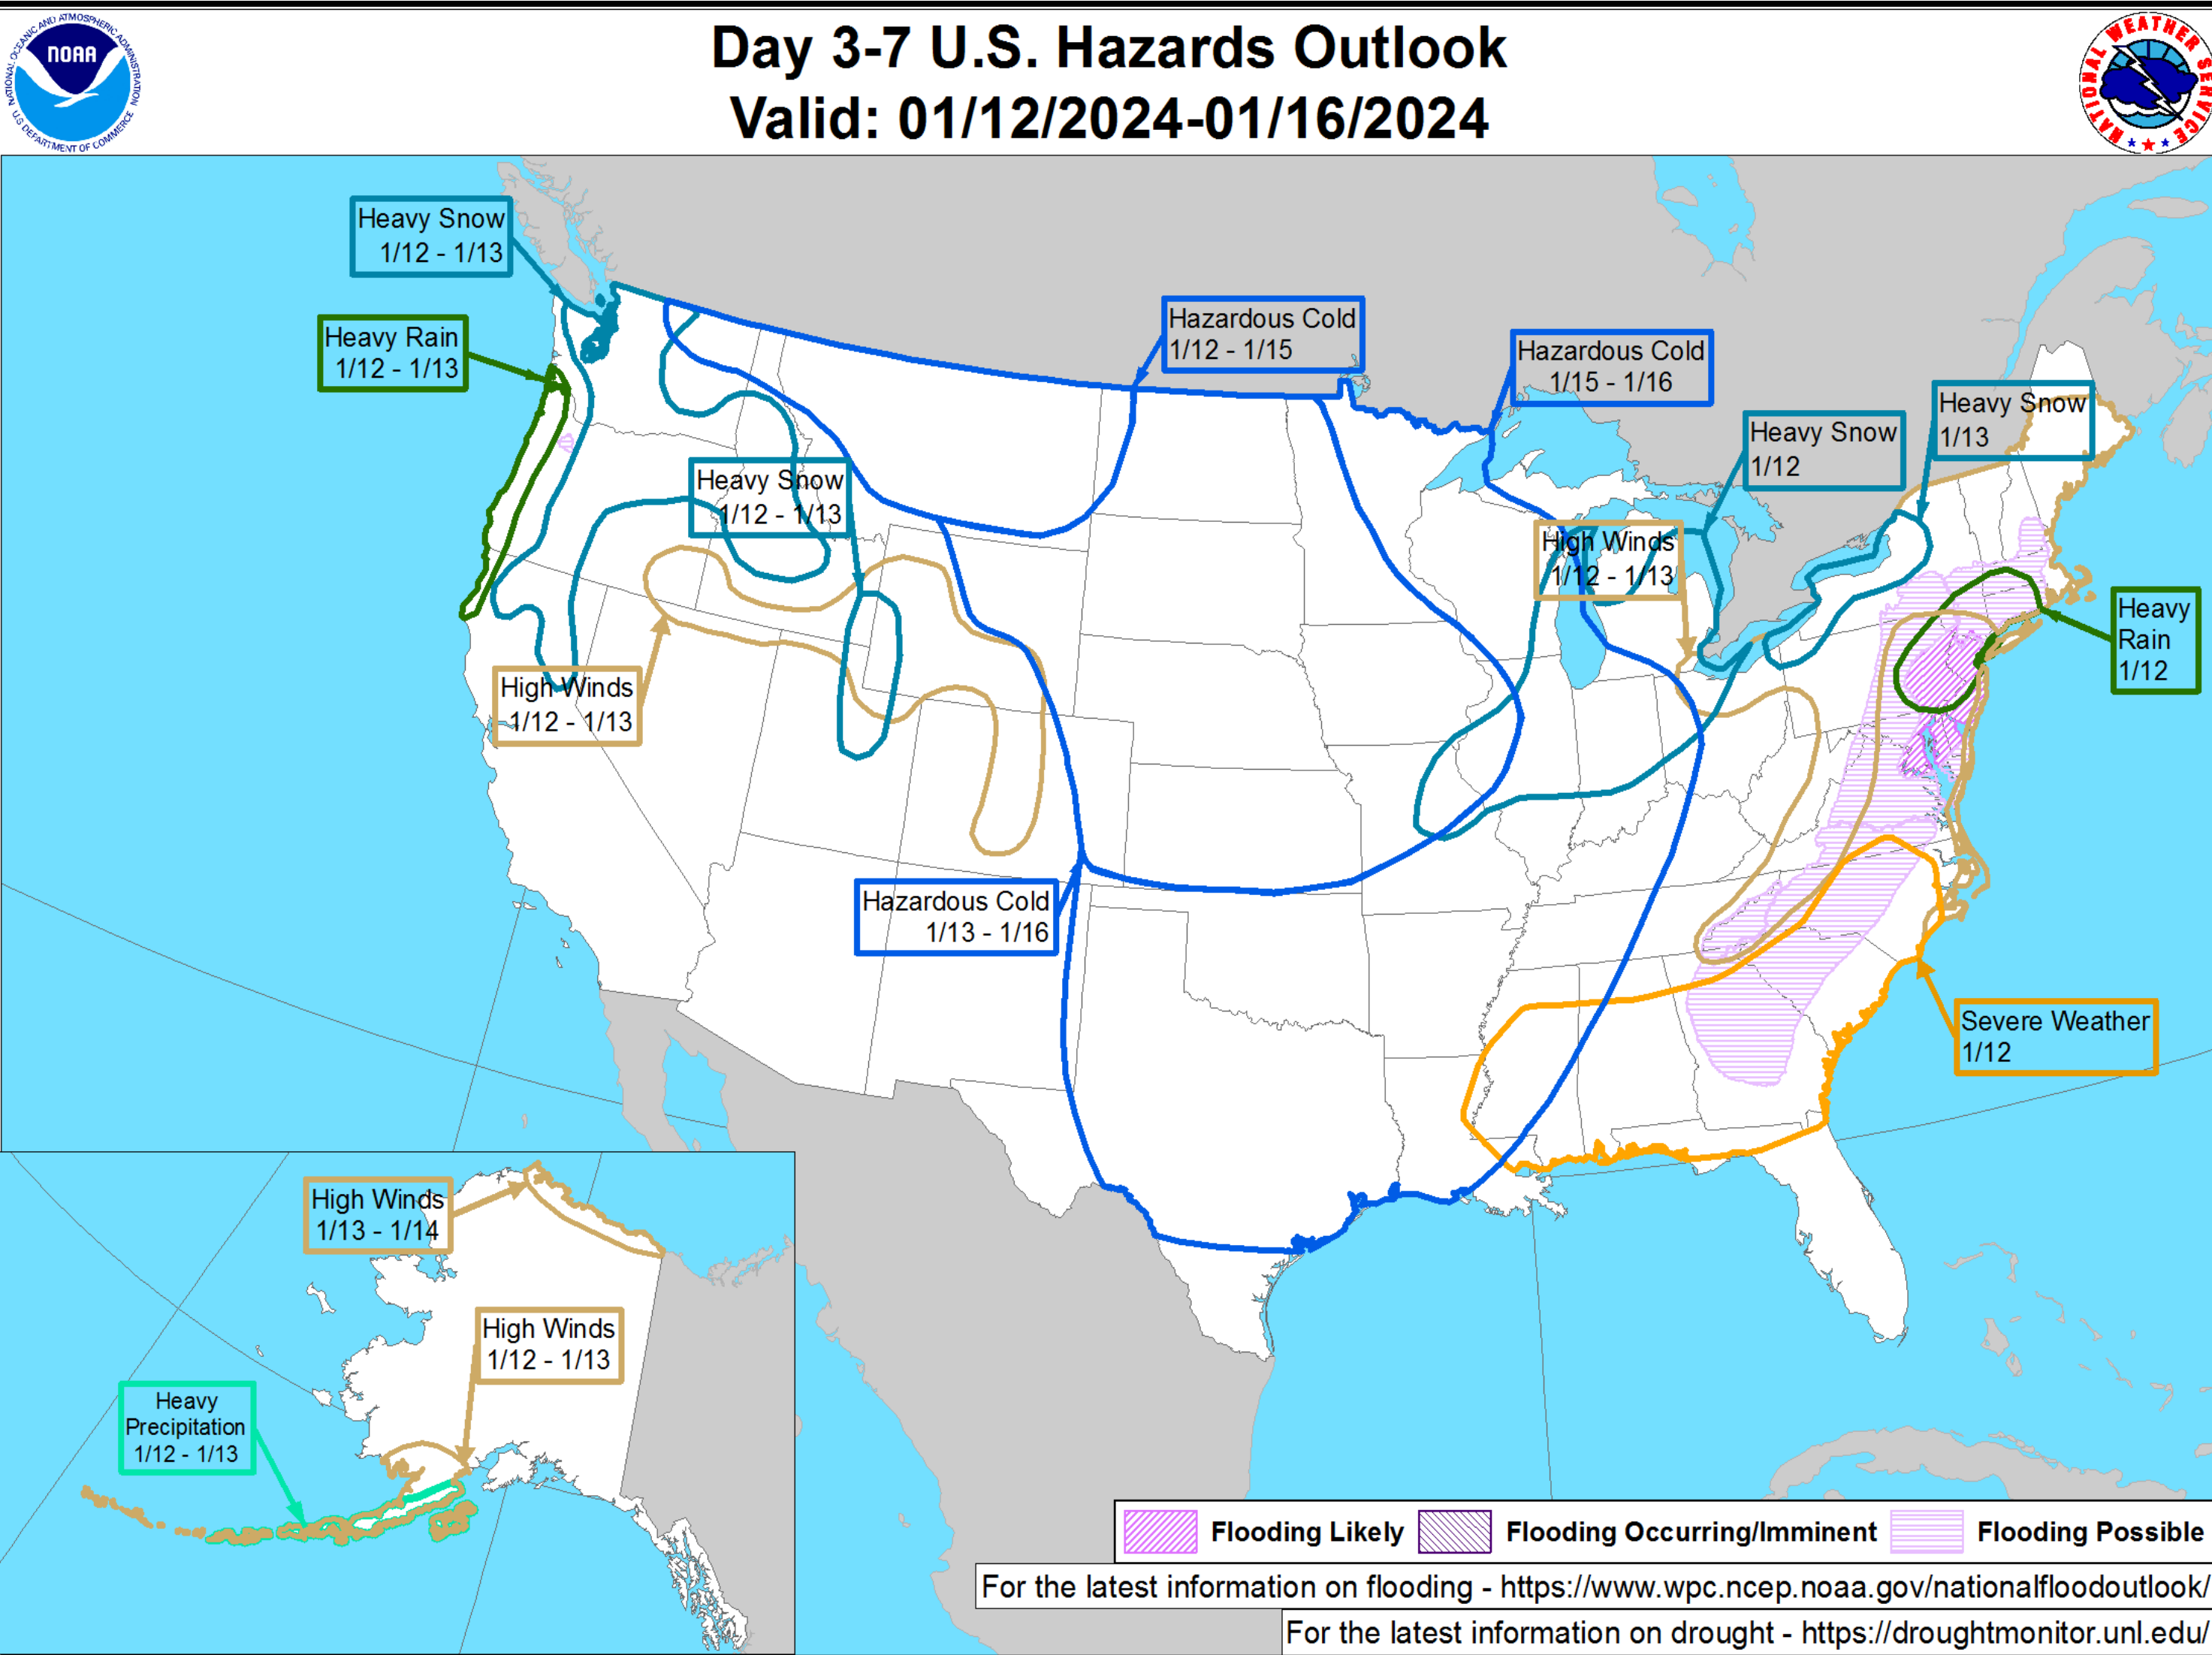 NATIONAL OCEANIC AND ATMOSPHERIC ADMINISTRATION
NOAA
U.S. DEPARTMENT OF COMMERCE
Day 3-7 U.S. Hazards Outlook
Valid: 01/12/2024-01/16/2024
NATIONAL WEATHER SERVICE
Heavy Snow
1/12 - 1/13
Heavy Rain
1/12 - 1/13
Hazardous Cold
1/12 - 1/15
Hazardous Cold
1/15 - 1/16
Heavy Snow
1/13
Heavy Snow
1/12
Heavy Snow
1/12 - 1/13
High Winds
1/12 - 1/13
Heavy
Rain
1/12
High Winds
1/12 - 1/13
Hazardous Cold
1/13 - 1/16
Severe Weather
1/12
High Winds
1/13 - 1/14
High Winds
1/12 - 1/13
Heavy
Precipitation
1/12 - 1/13
Flooding Likely
Flooding Occurring/Imminent
Flooding Possible
For the latest information on flooding - https://www.wpc.ncep.noaa.gov/nationalfloodoutlook/
For the latest information on drought - https://droughtmonitor.unl.edu/